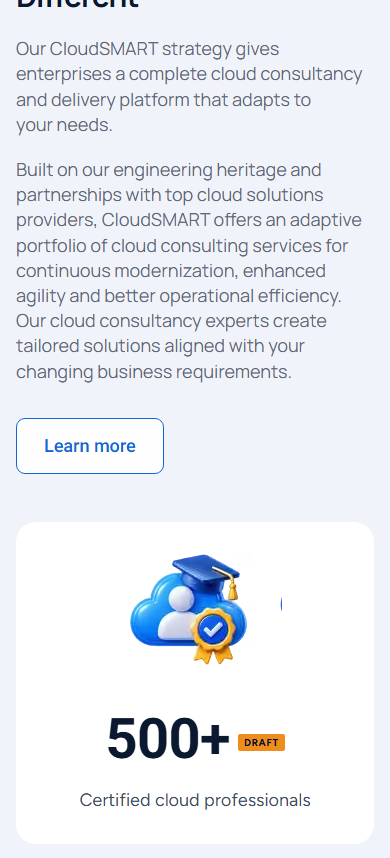 Different
Our CloudSMART strategy gives
enterprises a complete cloud consultancy
and delivery platform that adapts to
your needs.
Built on our engineering heritage and
partnerships with top cloud solutions
providers, CloudSMART offers an adaptive
portfolio of cloud consulting services for
continuous modernization, enhanced
agility and better operational efficiency.
Our cloud consultancy experts create
tailored solutions aligned with your
changing business requirements.
Learn more
500+ DRAFT
Certified cloud professionals